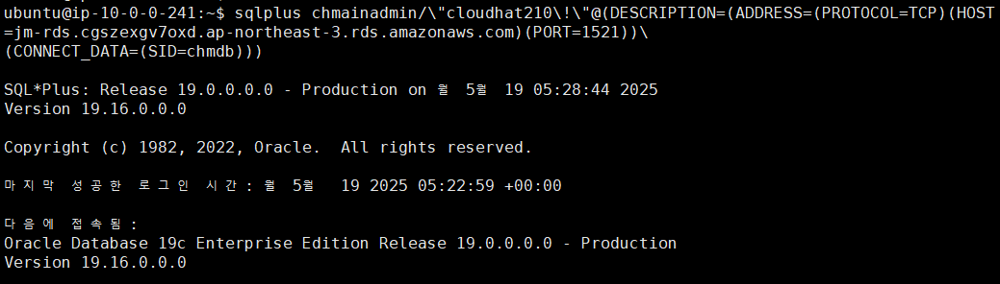 ubuntu@ip-10-0-0-241:~$ sqlplus chmainadmin/\"cloudhat210\!\"@(DESCRIPTION=(ADDRESS=(PROTOCOL=TCP)(HOST
=jm-rds.cgszexgv7oxd.ap-northeast-3.rds.amazonaws.com)(PORT=1521))\
(CONNECT_DATA=(SID=chmdb)))
SQL*Plus: Release 19.0.0.0.0 - Production on 월 5월 19 05:28:44 2025
Version 19.16.0.0.0
Copyright (c) 1982, 2022, Oracle.  All rights reserved.
마지막 성공한 로그인 시간: 월 5월  19 2025 05:22:59 +00:00
다음에 접속됨:
Oracle Database 19c Enterprise Edition Release 19.0.0.0.0 - Production
Version 19.16.0.0.0